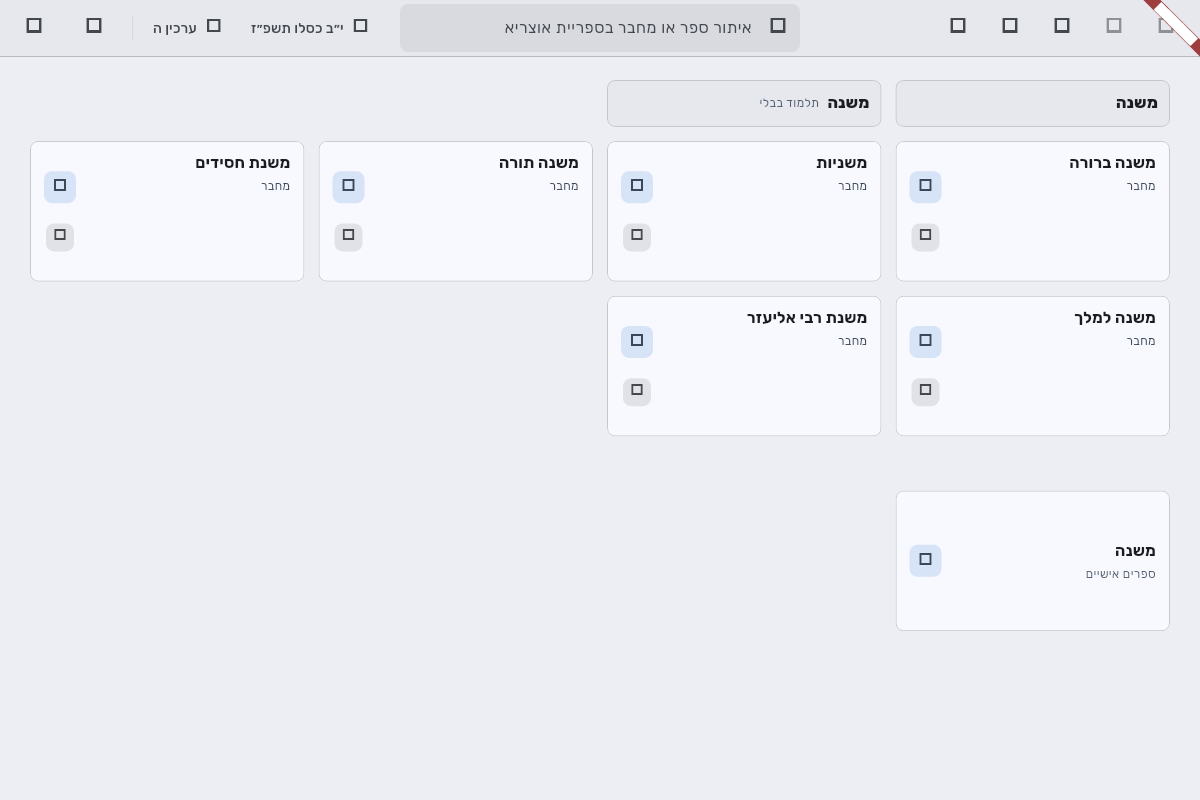 איתור ספר או מחבר בספריית אוצריא
י״ב כסלו תשפ״ז
ערכין ה
משנה
משנה תלמוד בבלי
משנה ברורה
מחבר
משניות
מחבר
משנה תורה
מחבר
משנת חסידים
מחבר
משנה למלך
מחבר
משנת רבי אליעזר
מחבר
משנה
ספרים אישיים